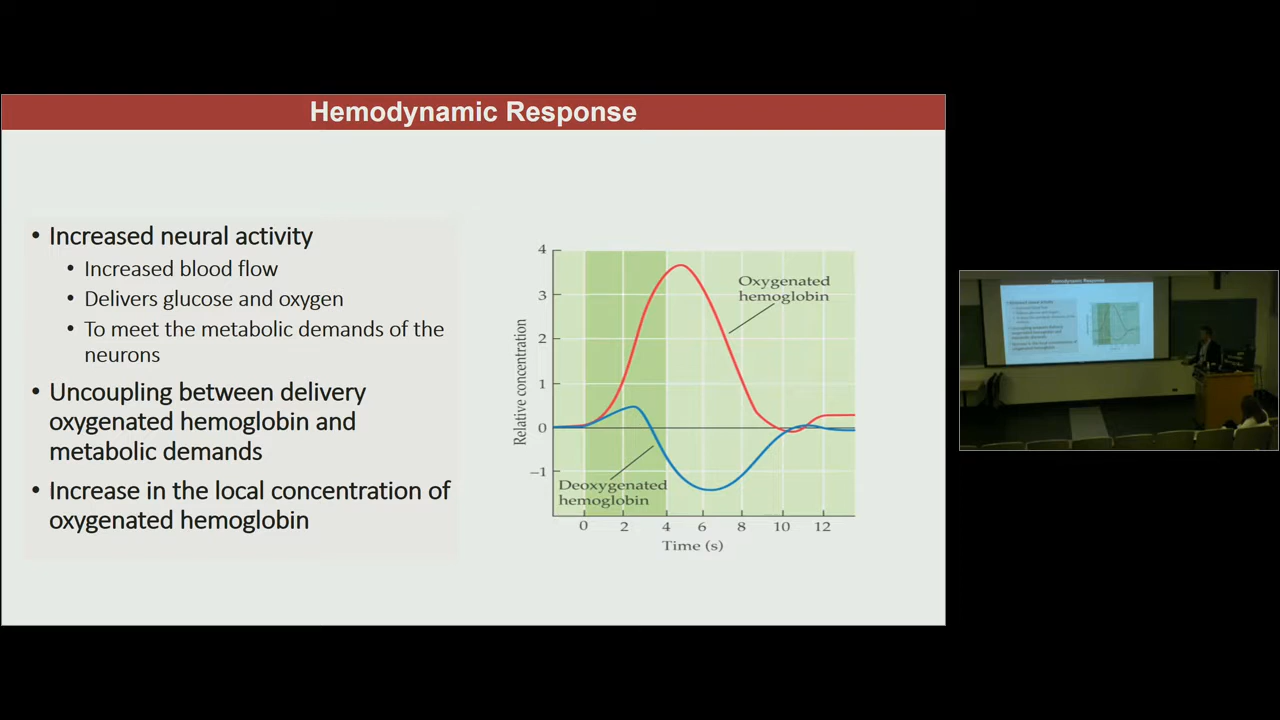 Hemodynamic Response
• Increased neural activity
• Increased blood flow
• Delivers glucose and oxygen
• To meet the metabolic demands of the
neurons
• Uncoupling between delivery
oxygenated hemoglobin and
metabolic demands
• Increase in the local concentration of
oxygenated hemoglobin
Relative concentration
4
3
2
1
0
−1
Oxygenated
hemoglobin
Deoxygenated
hemoglobin
0 2 4 6 8 10 12
Time (s)
Hemodynamic Response